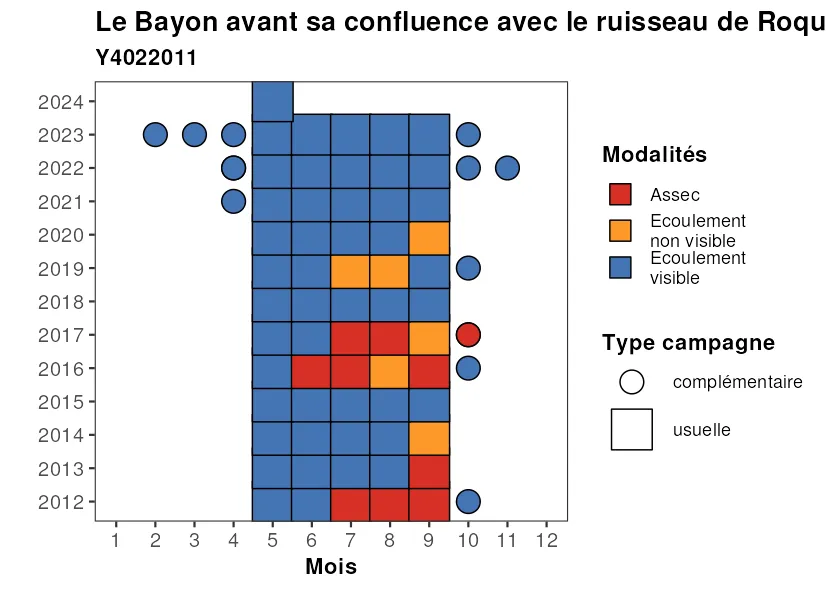 Le Bayon avant sa confluence avec le ruisseau de Roqu
Y4022011
2024
2023
2022
2021
2020
2019
2018
2017
2016
2015
2014
2013
2012
1 2 3 4 5 6 7 8 9 10 11 12
Mois
Modalités
Assec
Ecoulement
non visible
Ecoulement
visible
Type campagne
complémentaire
usuelle